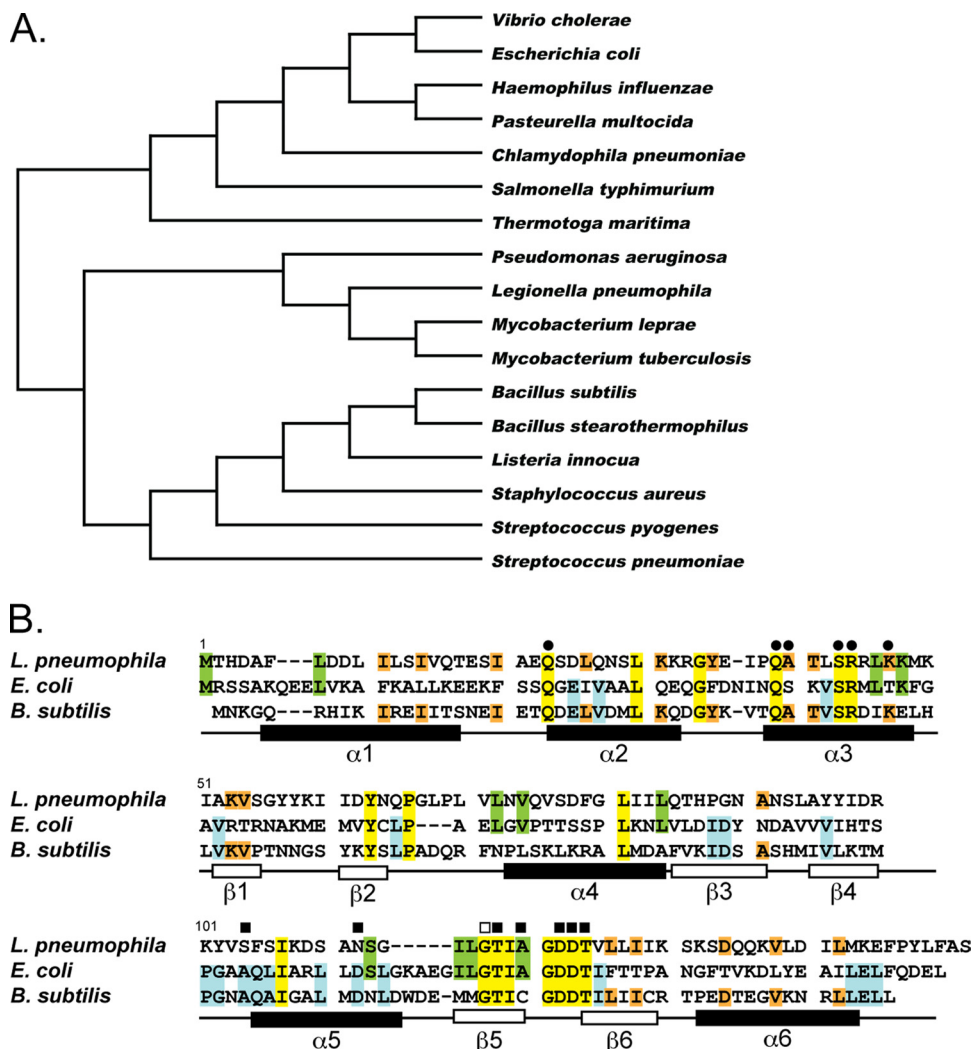 A.
Vibrio cholerae
Escherichia coli
Haemophilus influenzae
Pasteurella multocida
Chlamydophila pneumoniae
Salmonella typhimurium
Thermotoga maritima
Pseudomonas aeruginosa
Legionella pneumophila
Mycobacterium leprae
Mycobacterium tuberculosis
Bacillus subtilis
Bacillus stearothermophilus
Listeria innocua
Staphylococcus aureus
Streptococcus pyogenes
Streptococcus pneumoniae
B.
1
L. pneumophila MTHDAF---LDDL ILSIVQTESI AEQSDLQNSL KKRGYE-IPQA TLSRRLKKMK
E. coli MRSSAKQEELVKA FKALLKEEKF SSQGEIVAAL QEQGFDNINQS KVSRMLTKFG
B. subtilis MNKGQ---RHIK IREIITSNEI ETQDELVDML KQDGYK-VTQA TVSRDIKELH
α1 α2 α3
51
L. pneumophila IAKVSGYYKI IDYNQPGLPL VLNVQVSDFG LIILQTHPGN ANSLAYYIDR
E. coli AVRTRNAKME MVYCLP---A ELGVPTTSSP LKNLVLDIDY NDAVVVIHTS
B. subtilis LVKVPTNNGS YKYSLPADQR FNPLSKLKRA LMDAFVKIDS ASHMIVLKTM
β1 β2 α4 β3 β4
101
L. pneumophila KYVSFSIKDS ANSG-----ILGTIA GDDTVLLIIK SKSDQQKVLD ILMKEFPYLFAS
E. coli PGAAQLIARL LDSLGKAEGILGTIA GDDTIFTTPA NGFTVKDLYE AILELFQDEL
B. subtilis PGNAQAIGAL MDNLDWDE-MMGTIC GDDTILIICR TPEDTEGVKN RLLELL
α5 β5 β6 α6